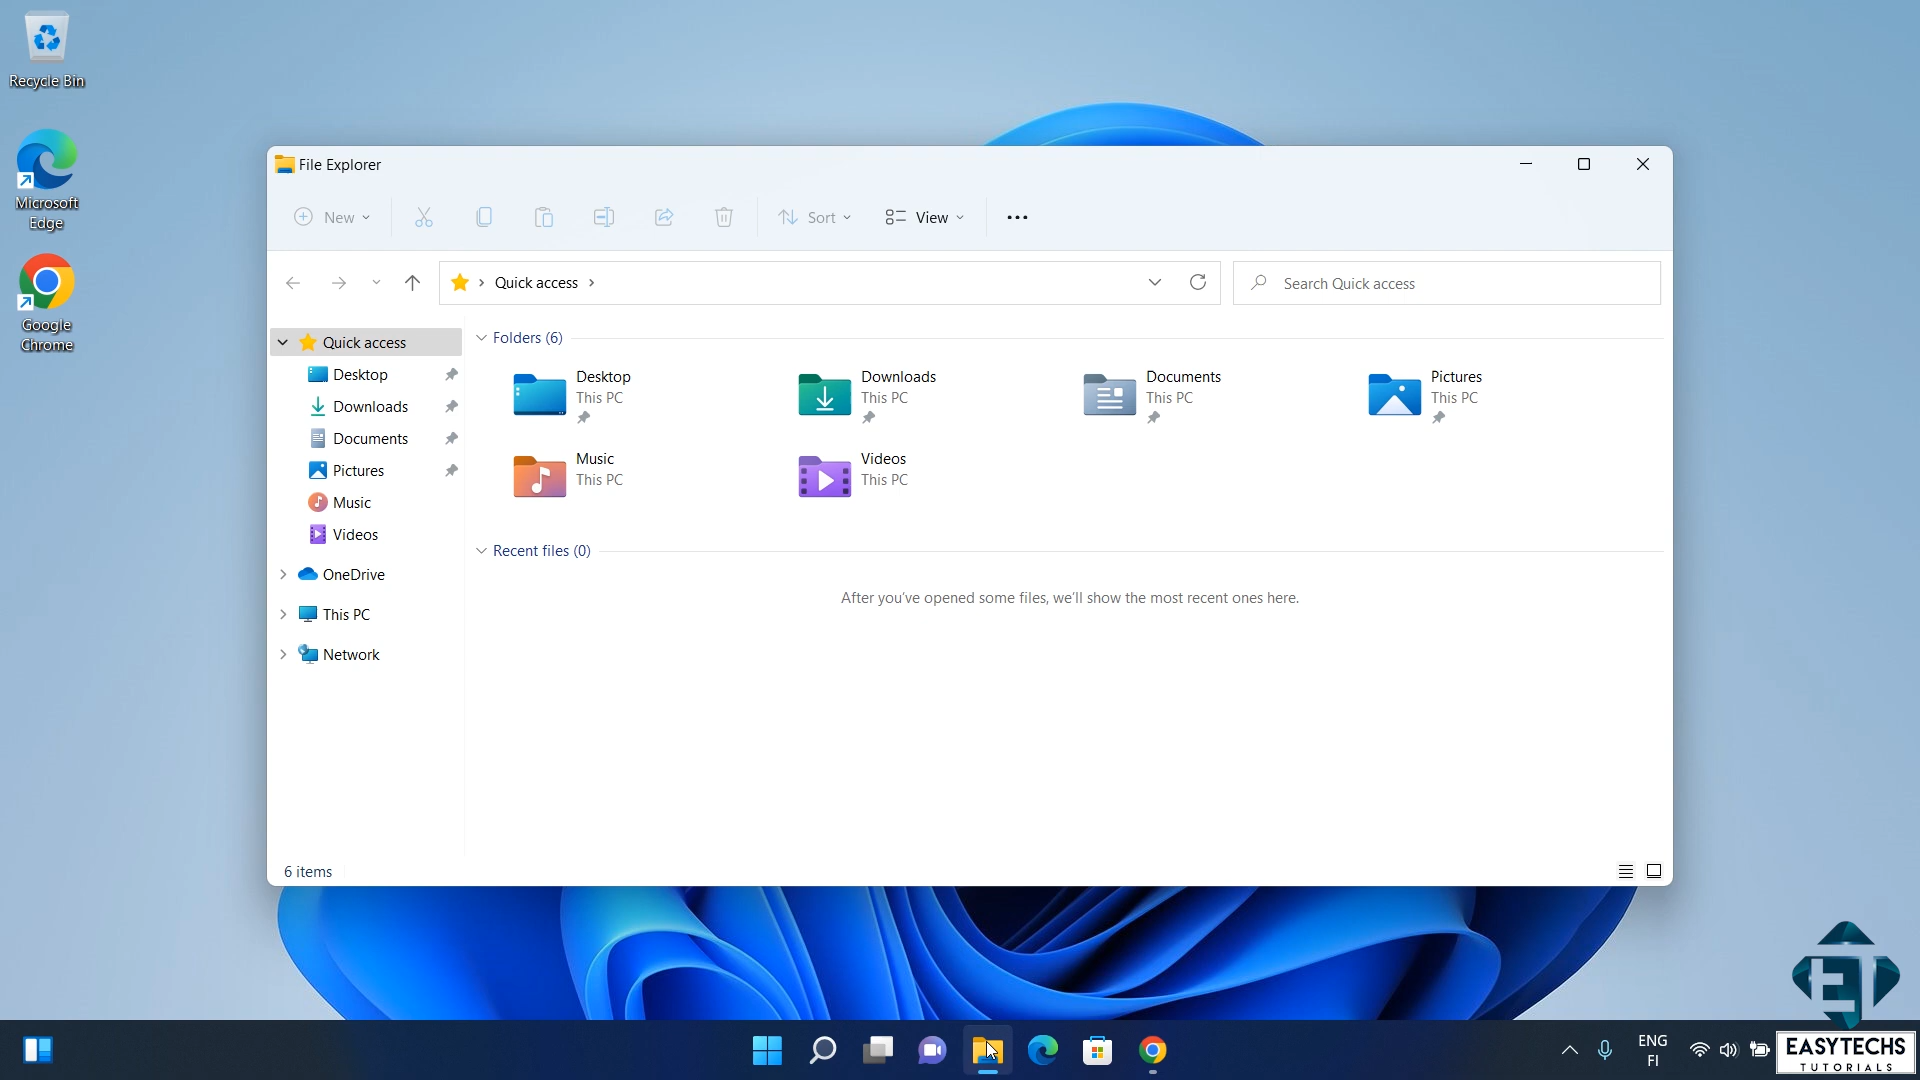 Recycle Bin
Microsoft
Edge
Google
Chrome
File Explorer
New
Sort
View
Quick access
Search Quick access
Quick access
Desktop
Downloads
Documents
Pictures
Music
Videos
OneDrive
This PC
Network
Folders (6)
Desktop
This PC
Downloads
This PC
Documents
This PC
Pictures
This PC
Music
This PC
Videos
This PC
Recent files (0)
After you've opened some files, we'll show the most recent ones here.
6 items
ENG
FI
ET
EASYTECHS
TUTORIALS